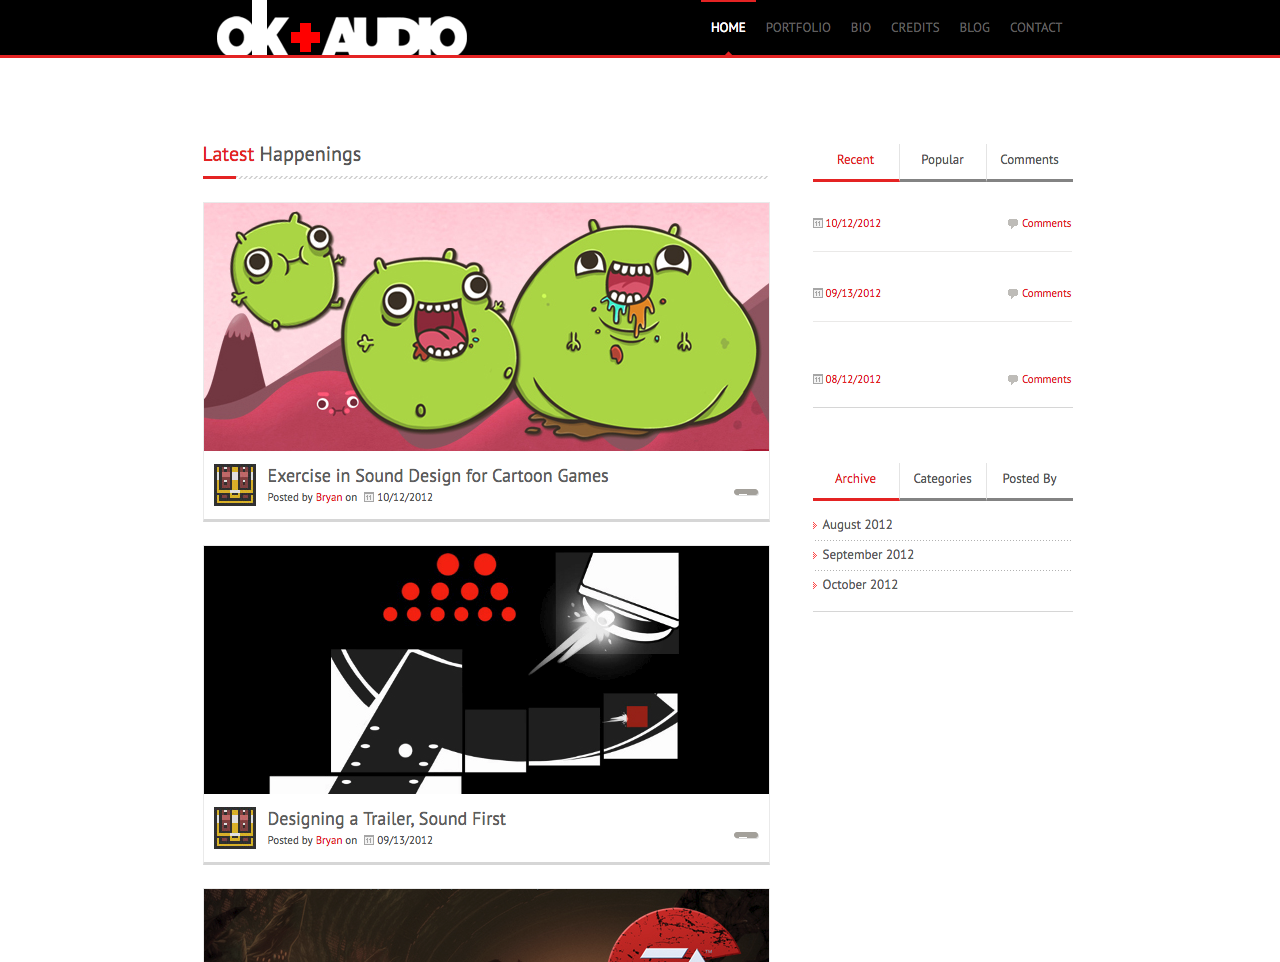 ok+AUDIO
HOME PORTFOLIO BIO CREDITS BLOG CONTACT
Latest Happenings
Exercise in Sound Design for Cartoon Games
Posted by Bryan on 10/12/2012
Designing a Trailer, Sound First
Posted by Bryan on 09/13/2012
EA
Recent Popular Comments
10/12/2012 Comments
09/13/2012 Comments
08/12/2012 Comments
Archive Categories Posted By
August 2012
September 2012
October 2012